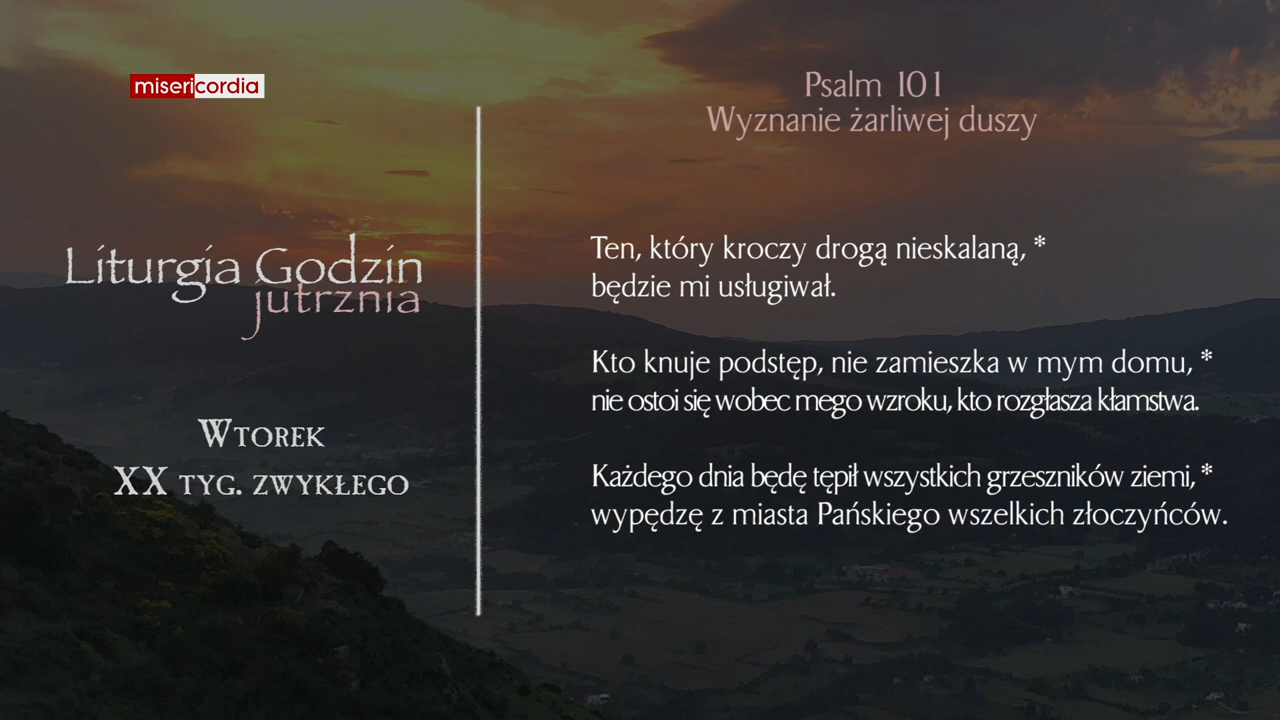 misericordia
Liturgia Godzin
jutrznia
Wtorek
XX tyg. zwykłego
Psalm 101
Wyznanie żarliwej duszy
Ten, który kroczy drogą nieskalaną, *
będzie mi usługiwał.
Kto knuje podstęp, nie zamieszka w mym domu, *
nie ostoi się wobec mego wzroku, kto rozgłasza kłamstwa.
Każdego dnia będę tępił wszystkich grzeszników ziemi, *
wypędzę z miasta Pańskiego wszelkich złoczyńców.